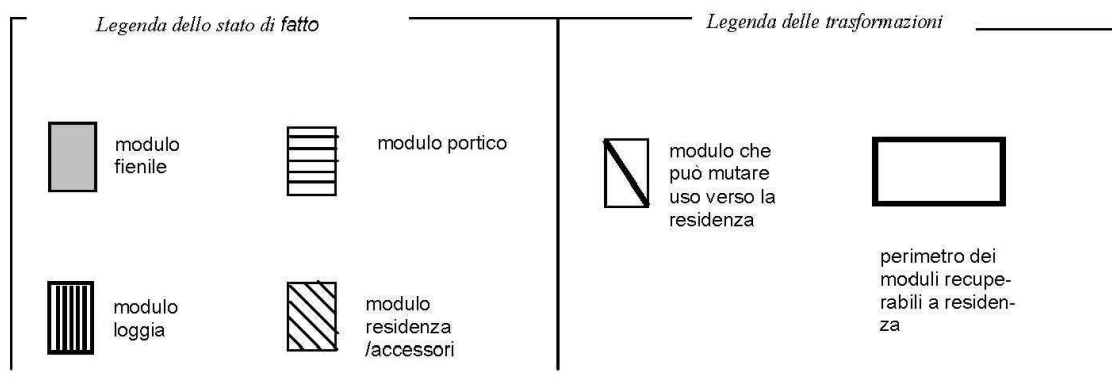 Legenda dello stato di fatto
modulo
fienile
modulo portico
modulo
loggia
modulo
residenza
/accessori
Legenda delle trasformazioni
modulo che
può mutare
uso verso la
residenza
perimetro dei
moduli recupe-
rabili a residen-
za